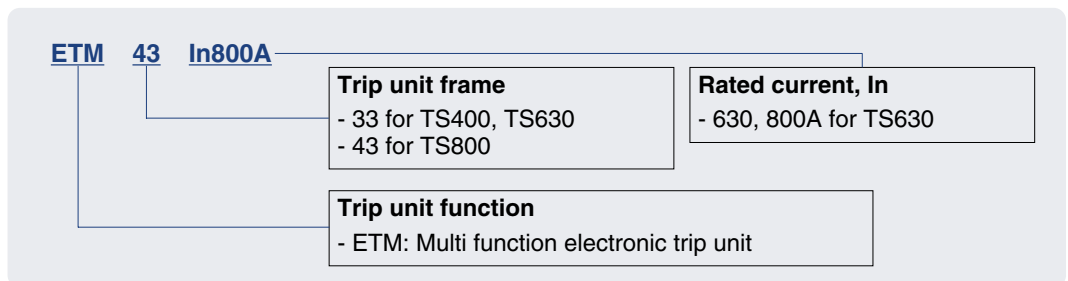 ETM 43 In800A
Trip unit frame
- 33 for TS400, TS630
- 43 for TS800
Rated current, In
- 630, 800A for TS630
Trip unit function
- ETM: Multi function electronic trip unit